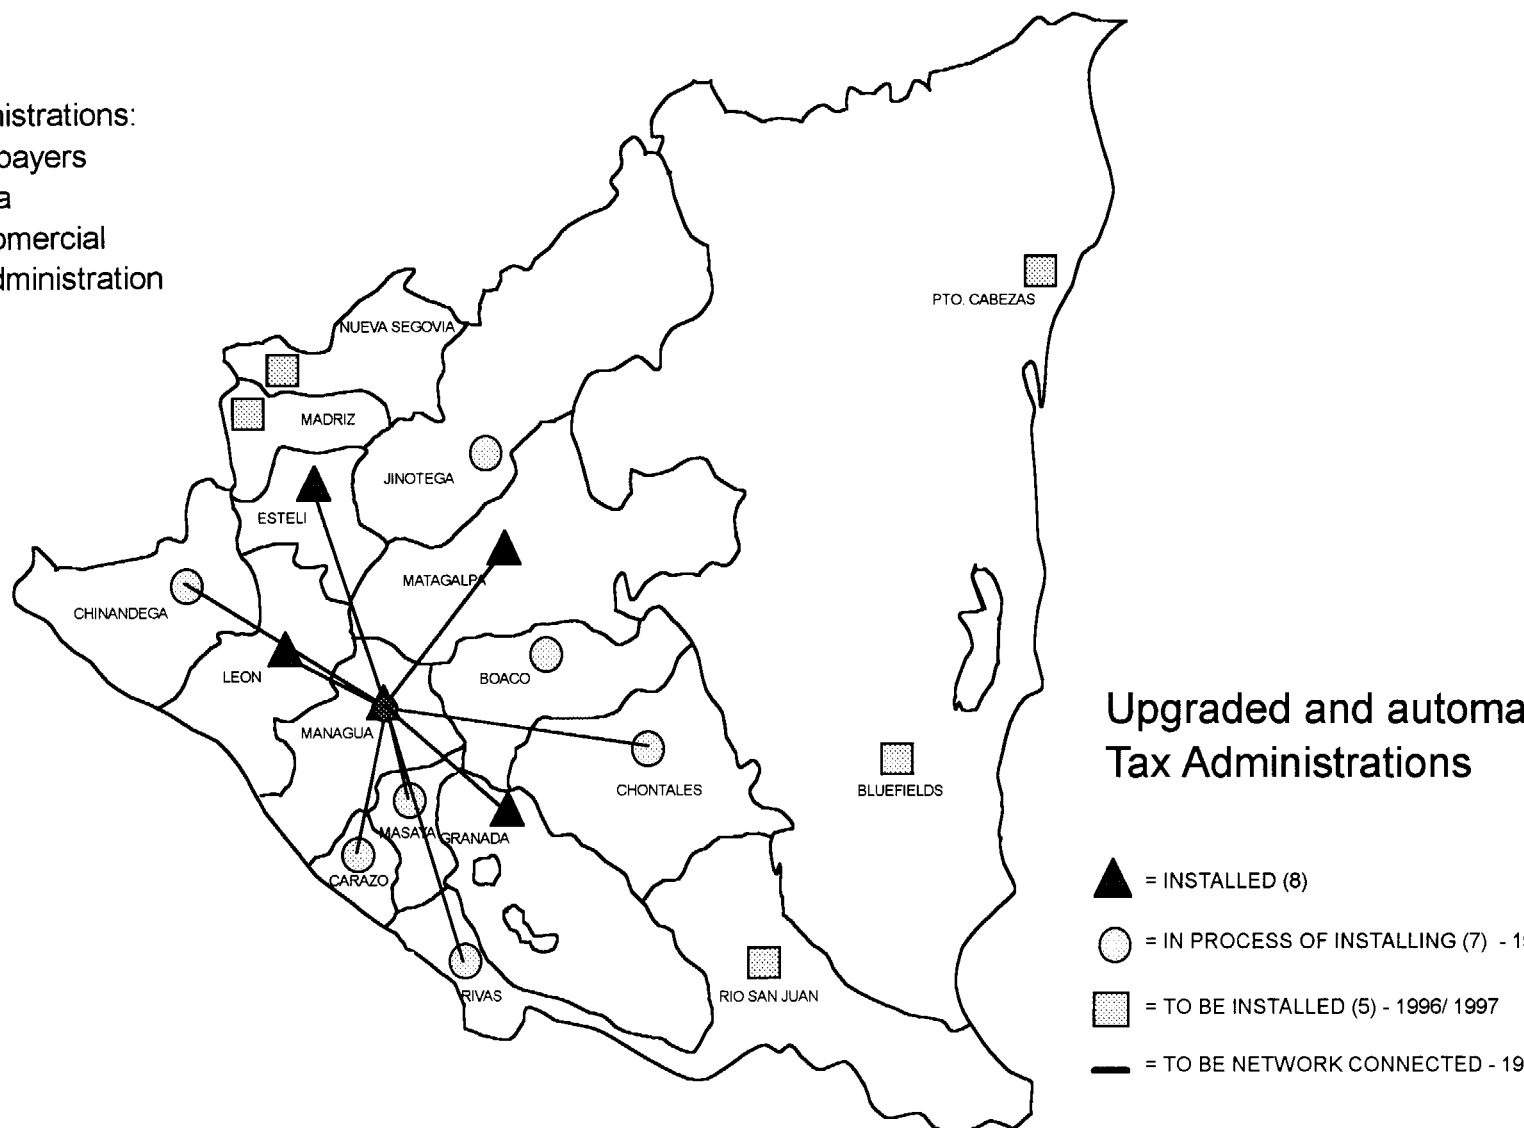 nistrations:
payers
a
omercial
dministration
NUEVA SEGOVIA
PTO. CABEZAS
MADRIZ
JINOTEGA
ESTELI
MATAGALPA
CHINANDEGA
LEON
BOACO
MANAGUA
CHONTALES
BLUEFIELDS
MASAYA
GRANADA
CARAZO
RIVAS
RIO SAN JUAN
Upgraded and automa
Tax Administrations
= INSTALLED (8)
= IN PROCESS OF INSTALLING (7) - 1
= TO BE INSTALLED (5) - 1996/ 1997
= TO BE NETWORK CONNECTED - 19